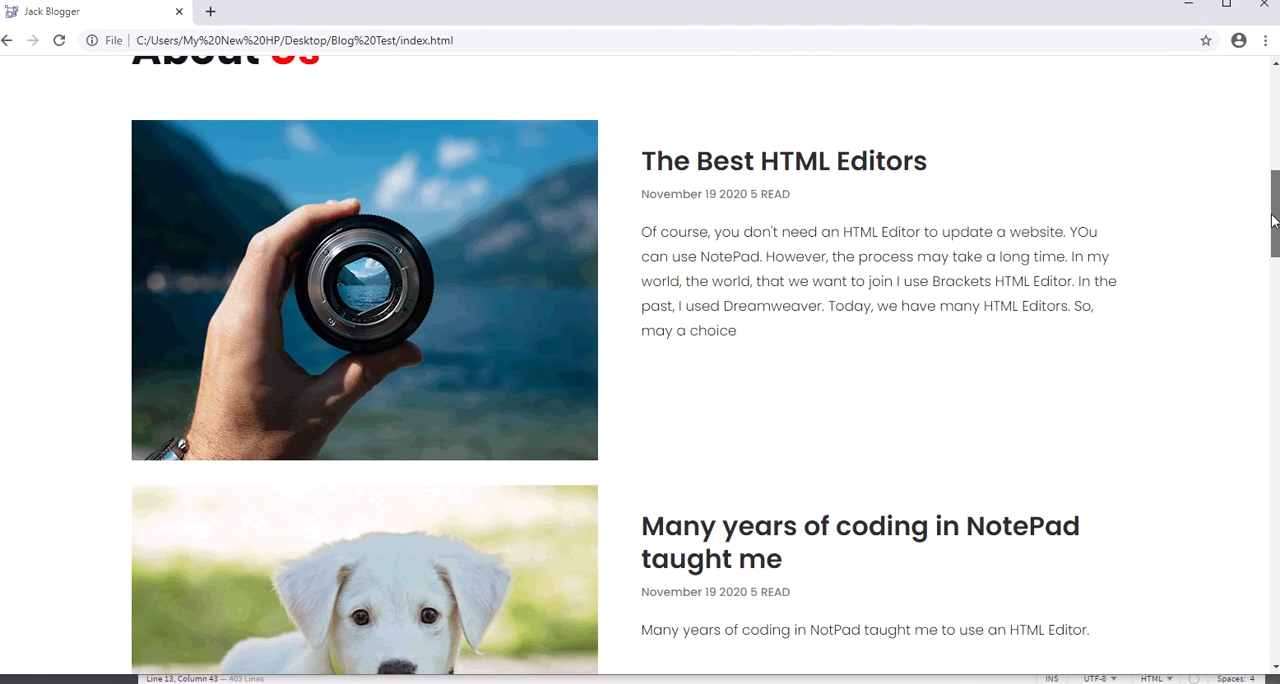 Jack Blogger
File
C:/Users/My%20New%20HP/Desktop/Blog%20Test/index.html
About Us
The Best HTML Editors
November 19 2020 5 READ
Of course, you don't need an HTML Editor to update a website. YOu
can use NotePad. However, the process may take a long time. In my
world, the world, that we want to join I use Brackets HTML Editor. In the
past, I used Dreamweaver. Today, we have many HTML Editors. So,
may a choice
Many years of coding in NotePad
taught me
November 19 2020 5 READ
Many years of coding in NotPad taught me to use an HTML Editor.
Line 13, Column 43 — 403 Lines
INS UTF-8 HTML Spaces: 4